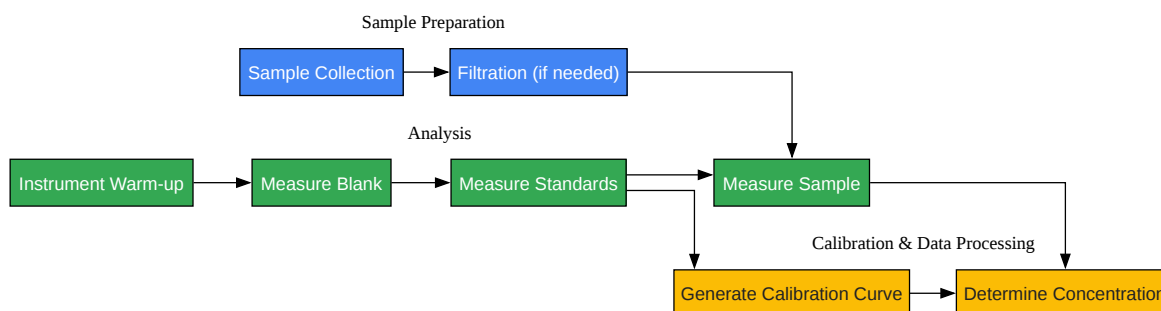 Sample Preparation
Sample Collection
Filtration (if needed)
Analysis
Instrument Warm-up
Measure Blank
Measure Standards
Measure Sample
Calibration & Data Processing
Generate Calibration Curve
Determine Concentration